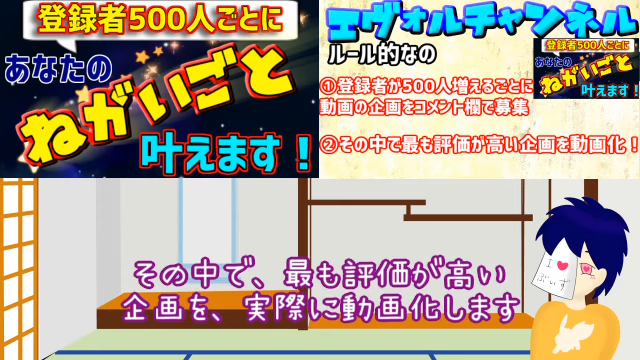 登録者500人ごとに
あなたの
ねがいごと
叶えます！
エヴォルチャンネル
ルール的なの
登録者500人ごとに
あなたの
ねがいごと
叶えます！
①登録者が500人増えるごとに
動画の企画をコメント欄で募集
②その中で最も評価が高い企画を動画化！
その中で、最も評価が高い
企画を、実際に動画化します
I ♥
ぶいず